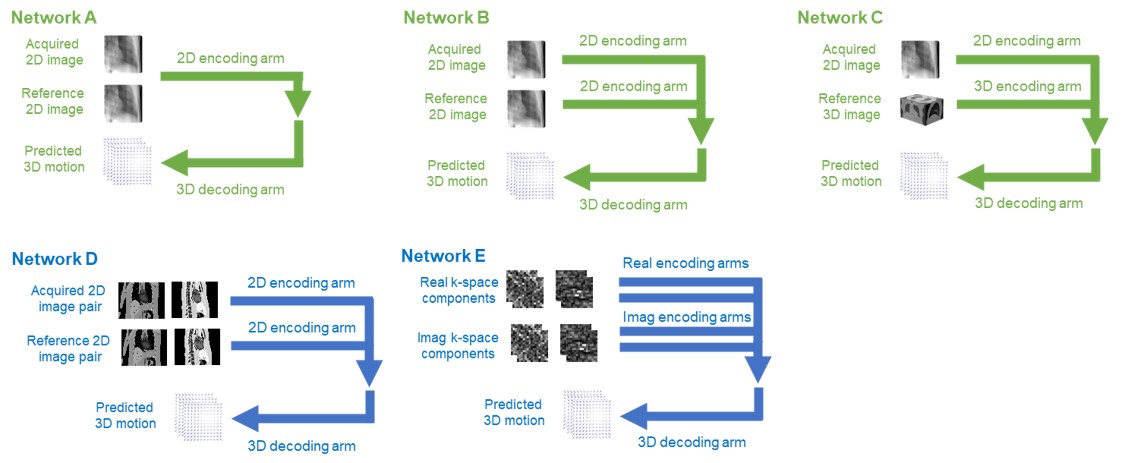 Network A
Acquired
2D image
2D encoding arm
Reference
2D image
Predicted
3D motion
3D decoding arm
Network B
Acquired
2D image
2D encoding arm
Reference
2D image
2D encoding arm
Predicted
3D motion
3D decoding arm
Network C
Acquired
2D image
2D encoding arm
Reference
3D image
3D encoding arm
Predicted
3D motion
3D decoding arm
Network D
Acquired 2D
image pair
2D encoding arm
Reference 2D
image pair
2D encoding arm
Predicted
3D motion
3D decoding arm
Network E
Real k-space
components
Real encoding arms
Imag k-space
components
Imag encoding arms
Predicted
3D motion
3D decoding arm